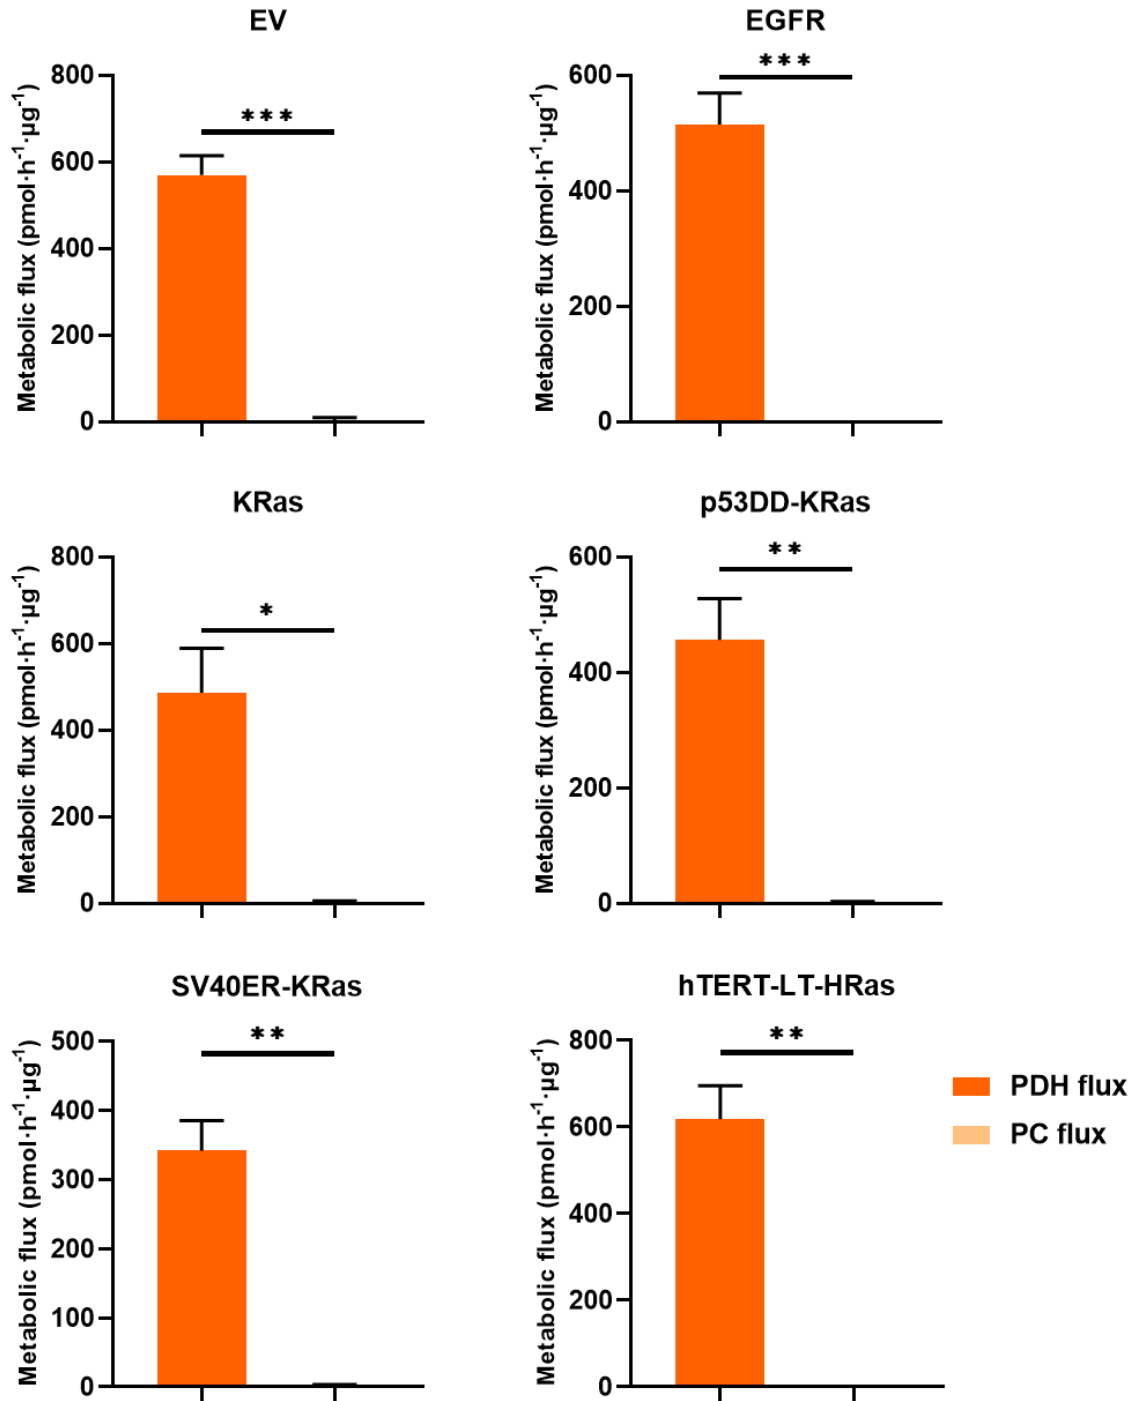 EV
Metabolic flux (pmol·h⁻¹·µg⁻¹)
800
600
400
200
0
***
EGFR
Metabolic flux (pmol·h⁻¹·µg⁻¹)
600
400
200
0
***
KRas
Metabolic flux (pmol·h⁻¹·µg⁻¹)
800
600
400
200
0
*
p53DD-KRas
Metabolic flux (pmol·h⁻¹·µg⁻¹)
600
400
200
0
**
SV40ER-KRas
Metabolic flux (pmol·h⁻¹·µg⁻¹)
500
400
300
200
100
0
**
hTERT-LT-HRas
Metabolic flux (pmol·h⁻¹·µg⁻¹)
800
600
400
200
0
**
PDH flux
PC flux